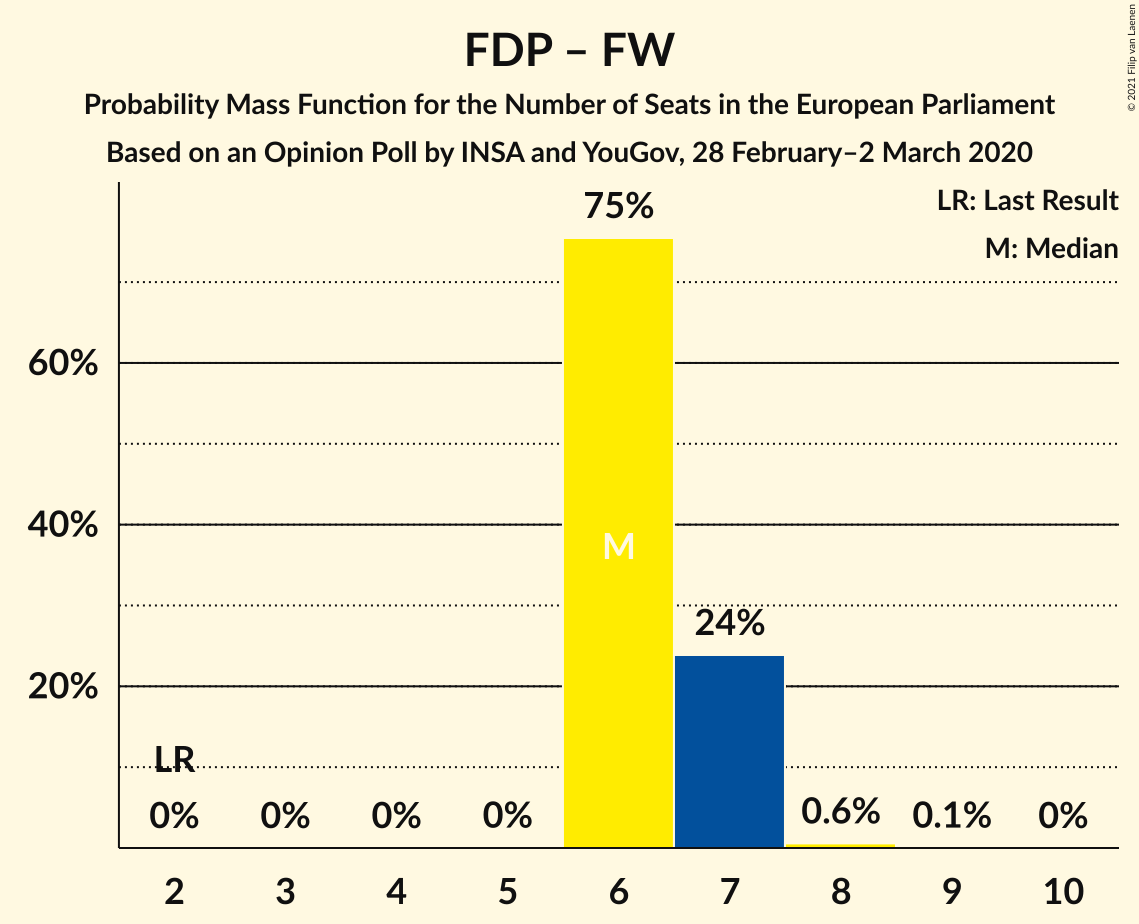 FDP – FW
Probability Mass Function for the Number of Seats in the European Parliament
Based on an Opinion Poll by INSA and YouGov, 28 February–2 March 2020
© 2021 Filip van Laenen
LR: Last Result
M: Median
75%
60%
40%
M
24%
20%
LR
0% 0% 0% 0% 0.6% 0.1% 0%
2 3 4 5 6 7 8 9 10